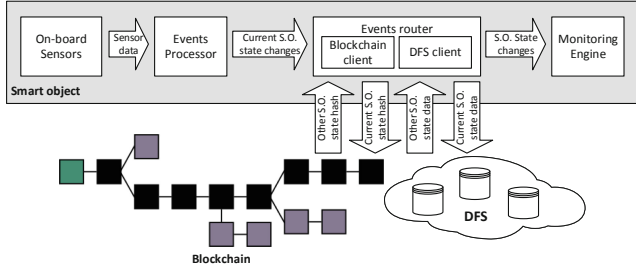 Events router
On-board
Sensors
Sensor
data
Events
Processor
Current S.O.
state changes
Blockchain
client
DFS client
S.O. State
changes
Monitoring
Engine
Smart object
Other S.O.
state hash
Current S.O.
state hash
Other S.O.
state data
Current S.O.
state data
DFS
Blockchain